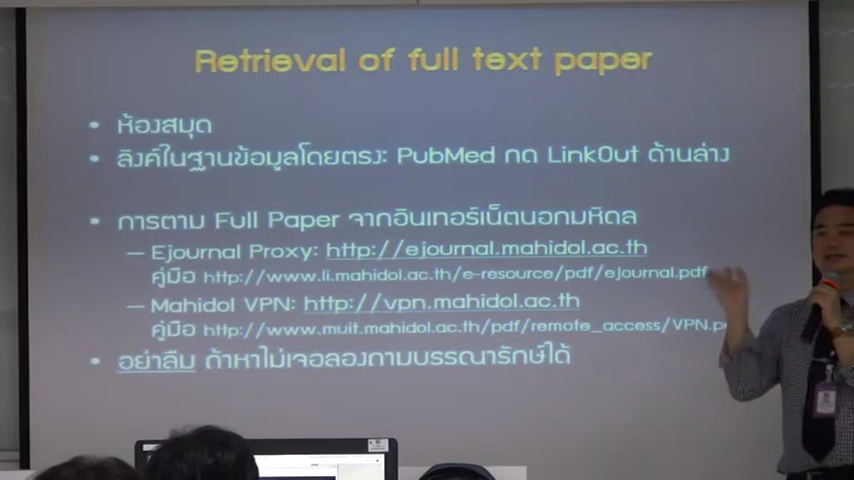 Retrieval of full text paper
• ห้องสมุด
• ลิงค์ในฐานข้อมูลโดยตรง: PubMed กด LinkOut ด้านล่าง
• การตาม Full Paper จากอินเทอร์เน็ตนอกมหิดล
– Ejournal Proxy: http://ejournal.mahidol.ac.th
คู่มือ http://www.li.mahidol.ac.th/e-resource/pdf/eJournal.pdf
– Mahidol VPN: http://vpn.mahidol.ac.th
คู่มือ http://www.muit.mahidol.ac.th/pdf/remote_access/VPN.p
• อย่าลืม ถ้าหาไม่เจอลองถามบรรณารักษ์ได้